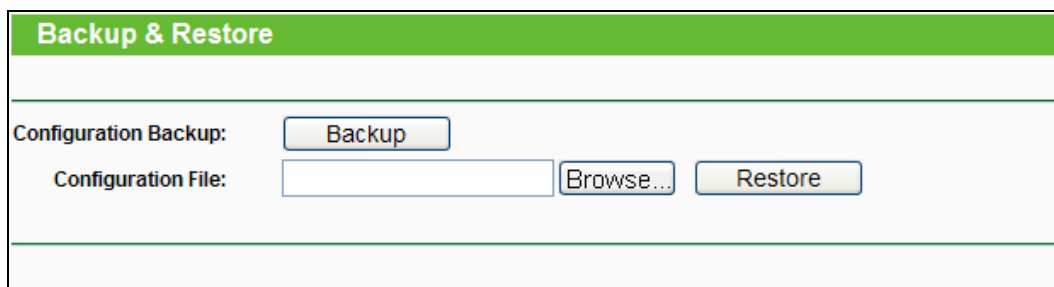 Backup & Restore
Configuration Backup: Backup
Configuration File: Browse... Restore